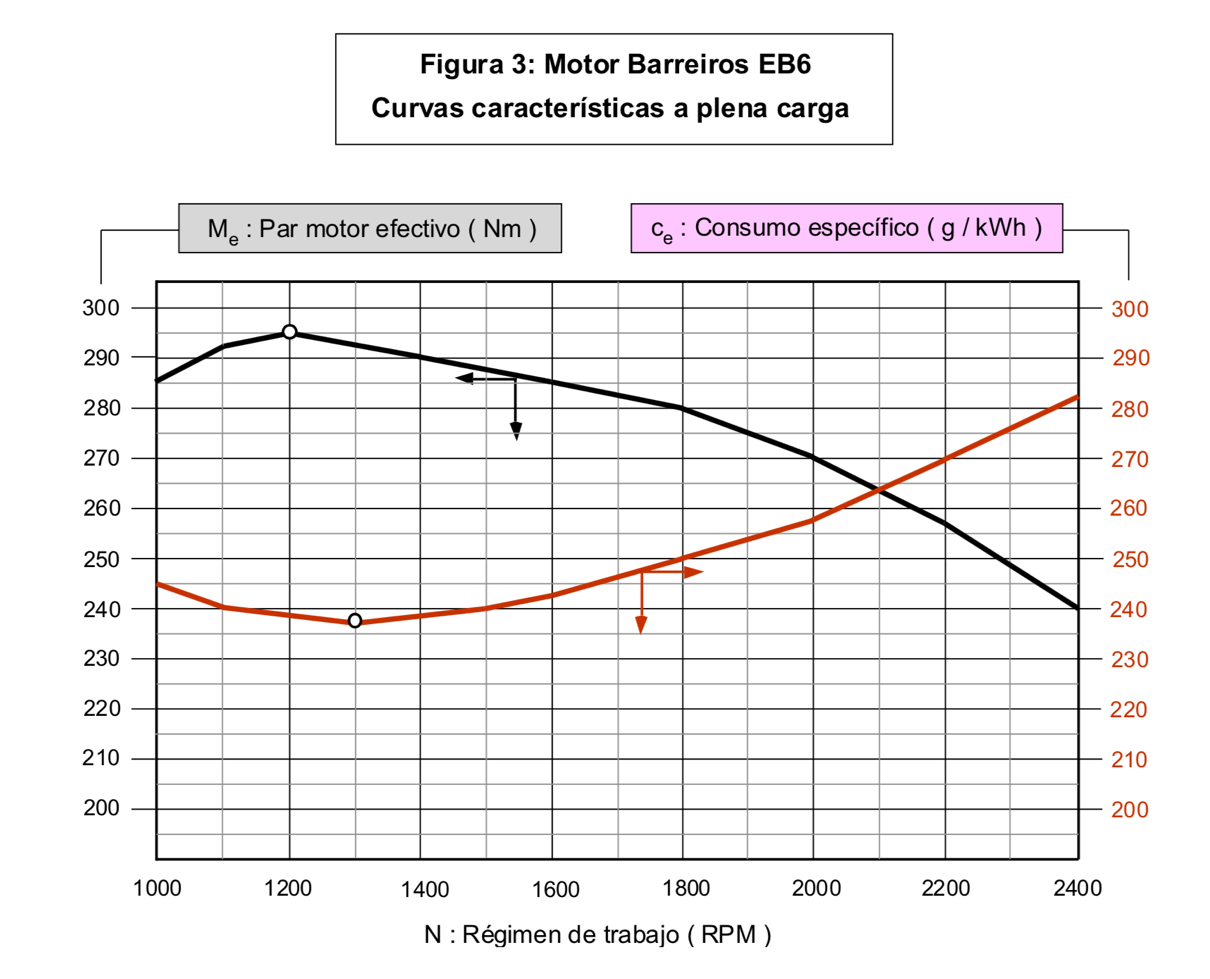 Figura 3: Motor Barreiros EB6
Curvas características a plena carga
Me : Par motor efectivo ( Nm )
ce : Consumo específico ( g / kWh )
300 300
290 290
280 280
270 270
260 260
250 250
240 240
230 230
220 220
210 210
200 200
1000 1200 1400 1600 1800 2000 2200 2400
N : Régimen de trabajo ( RPM )